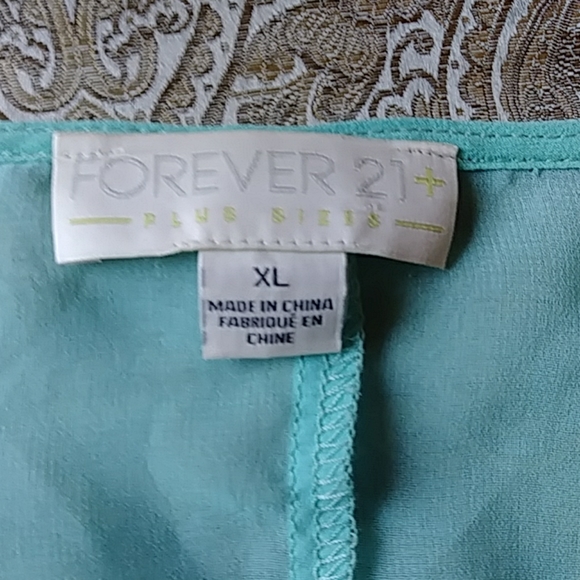 FOREVER 21+
PLUS SIZES
XL
MADE IN CHINA
FABRIQUÉ EN
CHINE